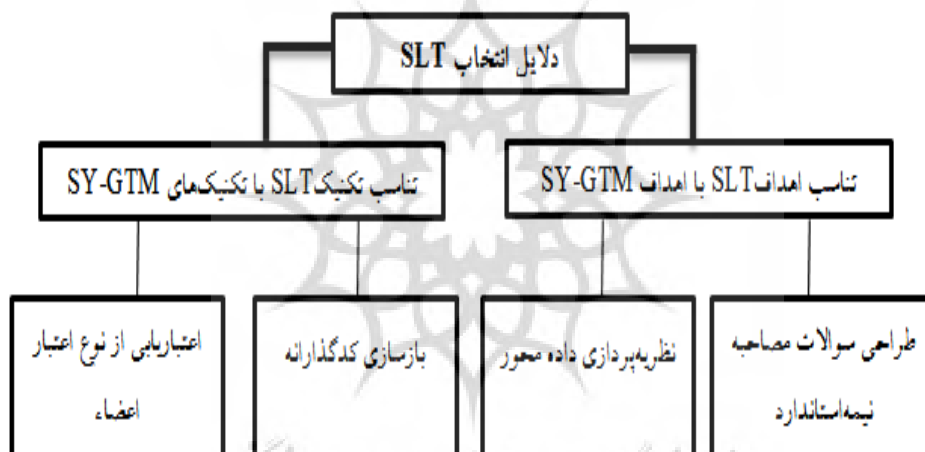 دلایل انتخاب SLT
تناسب اهداف SLT با اهداف SY-GTM
تناسب تکنیک SLT با تکنیک‌های SY-GTM
طراحی سوالات مصاحبه
نیمه‌استاندارد
نظریه‌پردازی داده محور
بازسازی کدگذارانه
اعتباریابی از نوع اعتبار
اعضاء